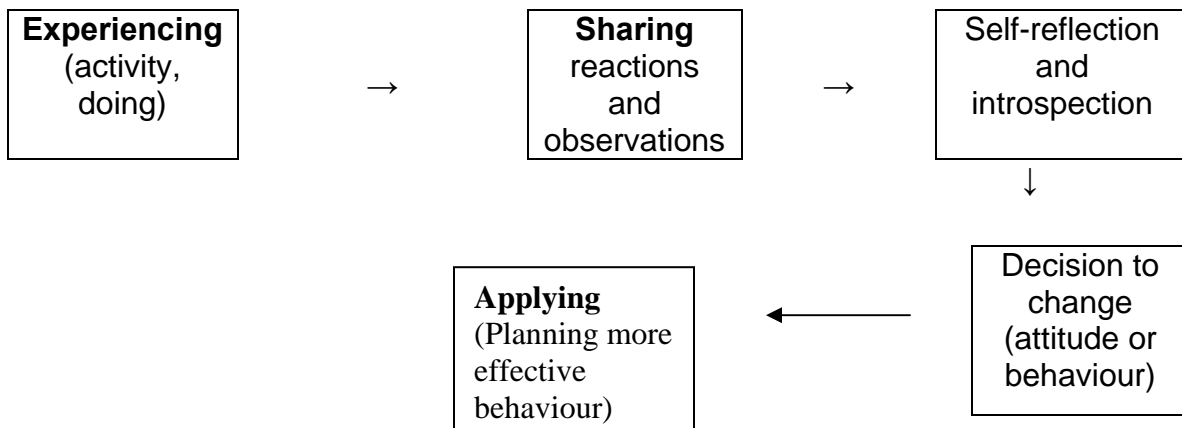 Experiencing
(activity,
doing)
→
Sharing
reactions
and
observations
→
Self-reflection
and
introspection
↓
Decision to
change
(attitude or
behaviour)
Applying
(Planning more
effective
behaviour)